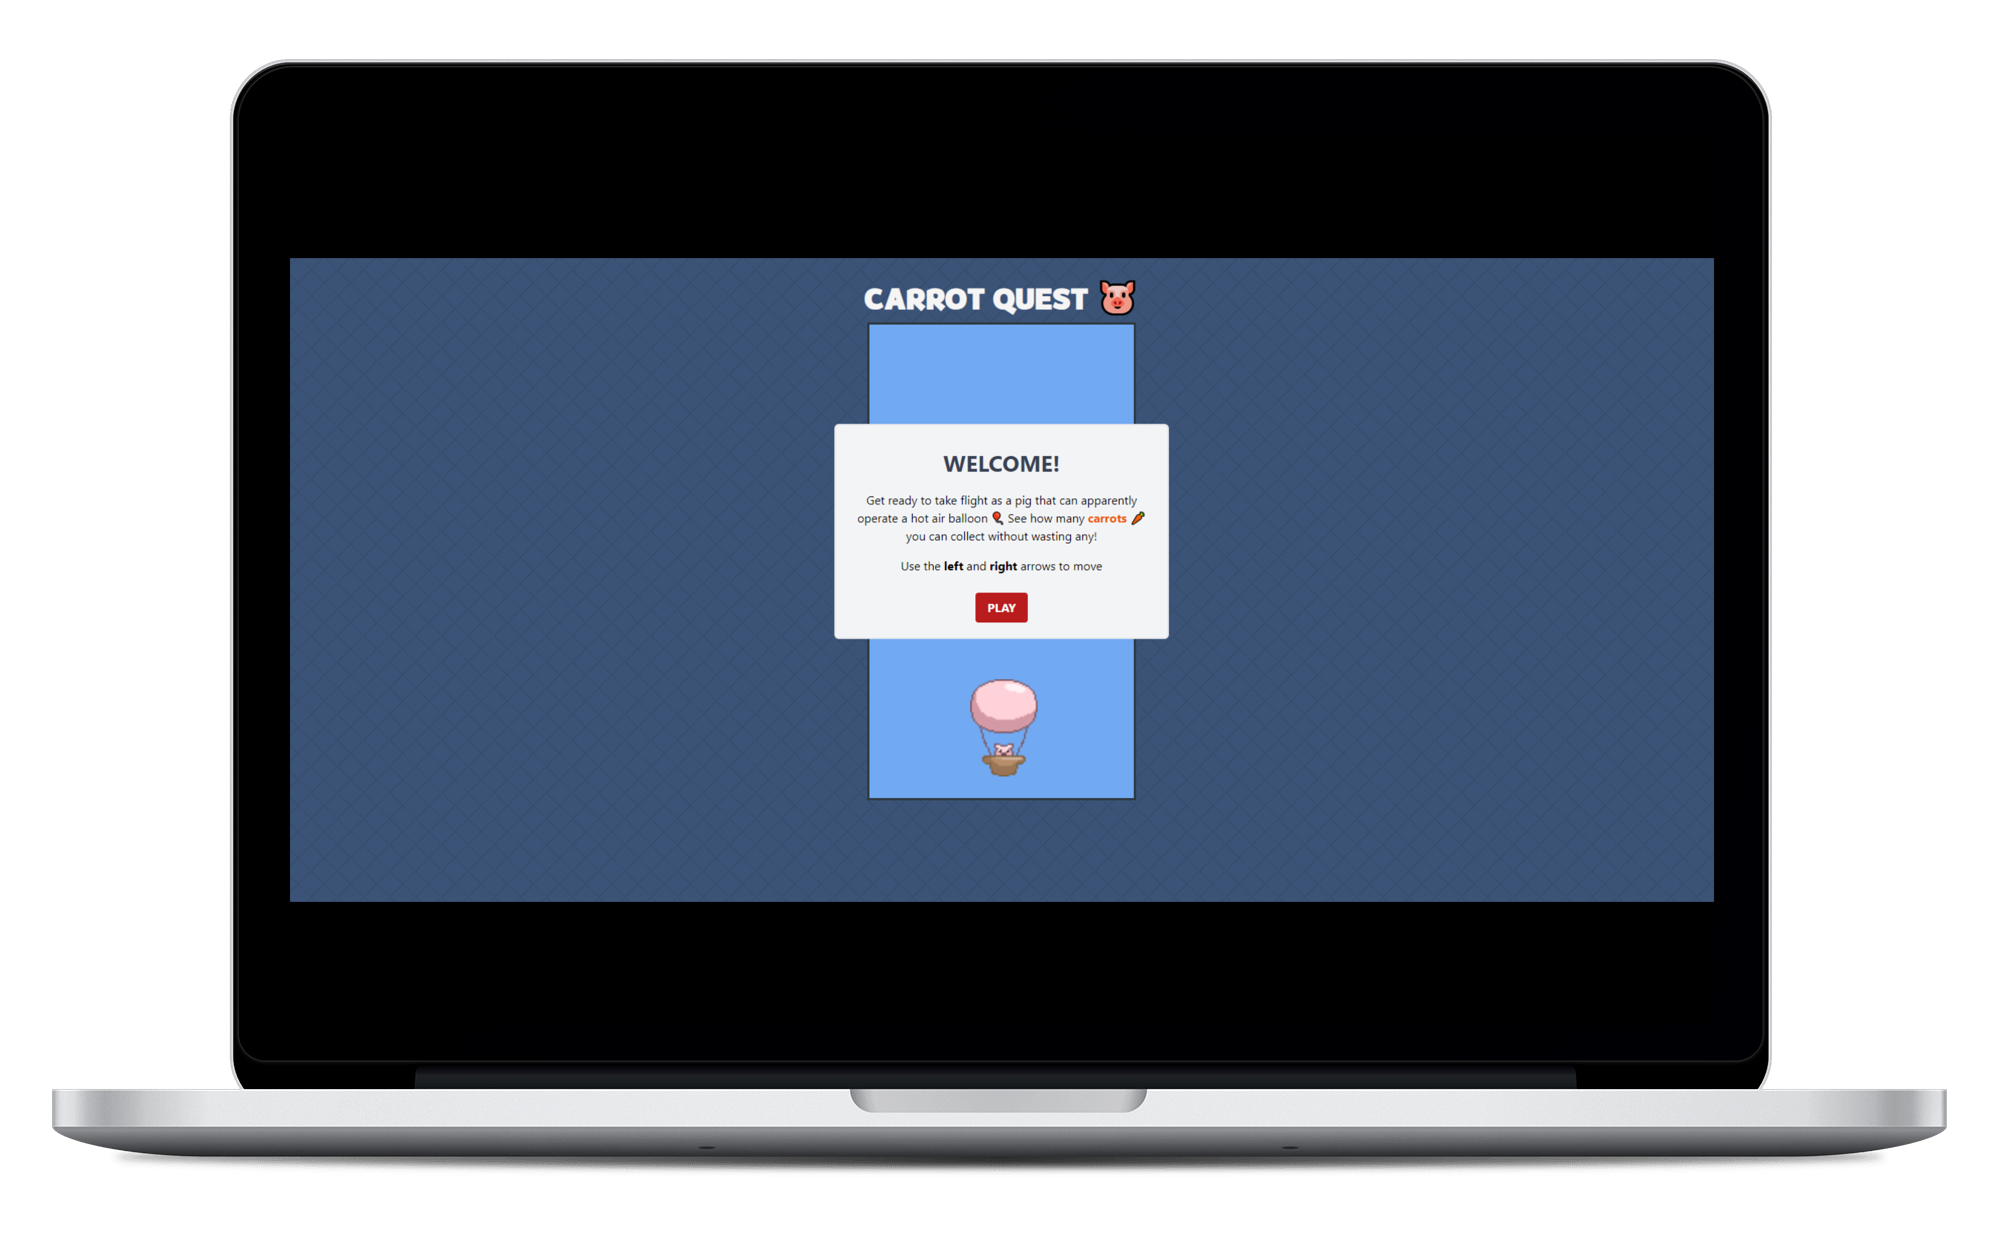 CARROT QUEST
WELCOME!
Get ready to take flight as a pig that can apparently
operate a hot air balloon 🎈 See how many carrots 🥕
you can collect without wasting any!
Use the left and right arrows to move
PLAY